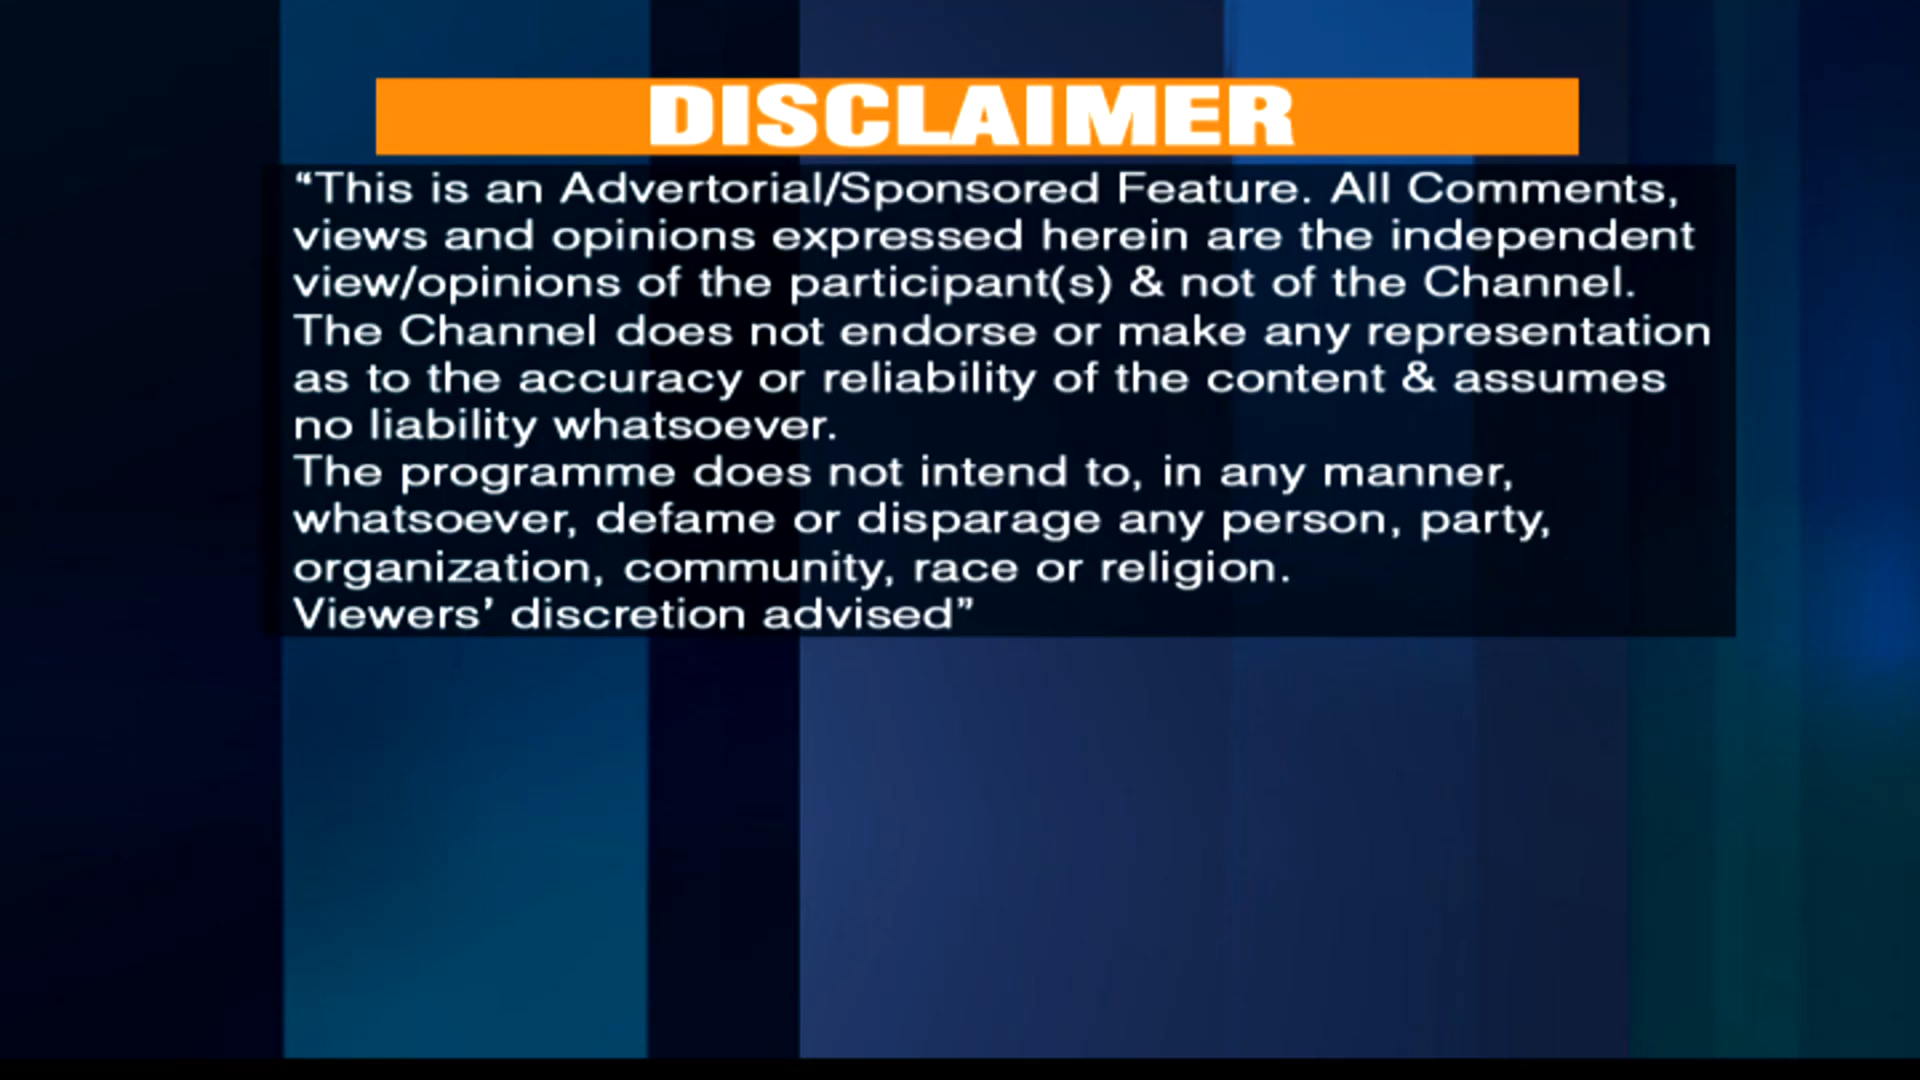 DISCLAIMER
“This is an Advertorial/Sponsored Feature. All Comments,
views and opinions expressed herein are the independent
view/opinions of the participant(s) & not of the Channel.
The Channel does not endorse or make any representation
as to the accuracy or reliability of the content & assumes
no liability whatsoever.
The programme does not intend to, in any manner,
whatsoever, defame or disparage any person, party,
organization, community, race or religion.
Viewers’ discretion advised”